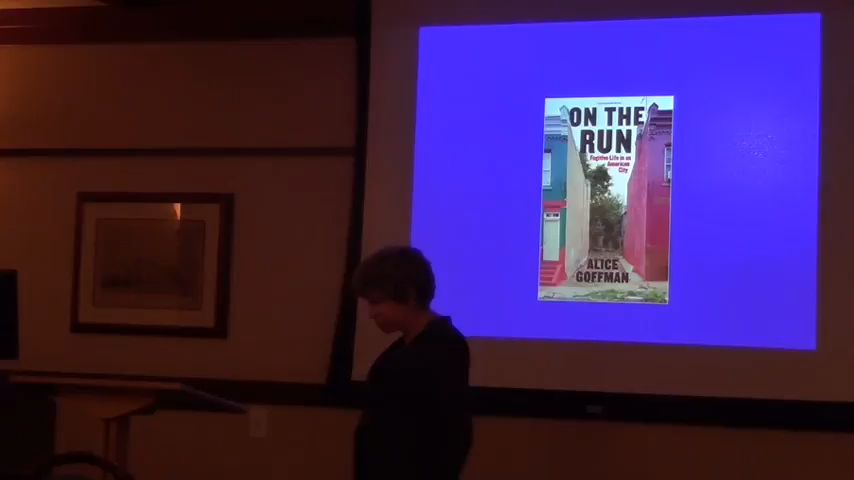 ON THE
RUN
Fugitive Life in an
American
City
ALICE
GOFFMAN